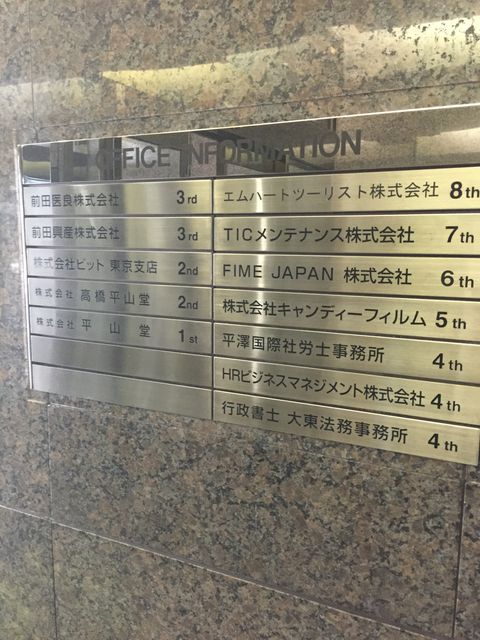 OFFICE INFORMATION
前田医良株式会社 3rd
前田興産株式会社 3rd
株式会社ビット 東京支店 2nd
株式会社 高橋平山堂 2nd
株式会社 平山堂 1st
エムハートツーリスト株式会社 8th
TICメンテナンス株式会社 7th
FIME JAPAN 株式会社 6th
株式会社キャンディーフィルム 5th
平澤国際社労士事務所 4th
HRビジネスマネジメント株式会社 4th
行政書士 大東法務事務所 4th